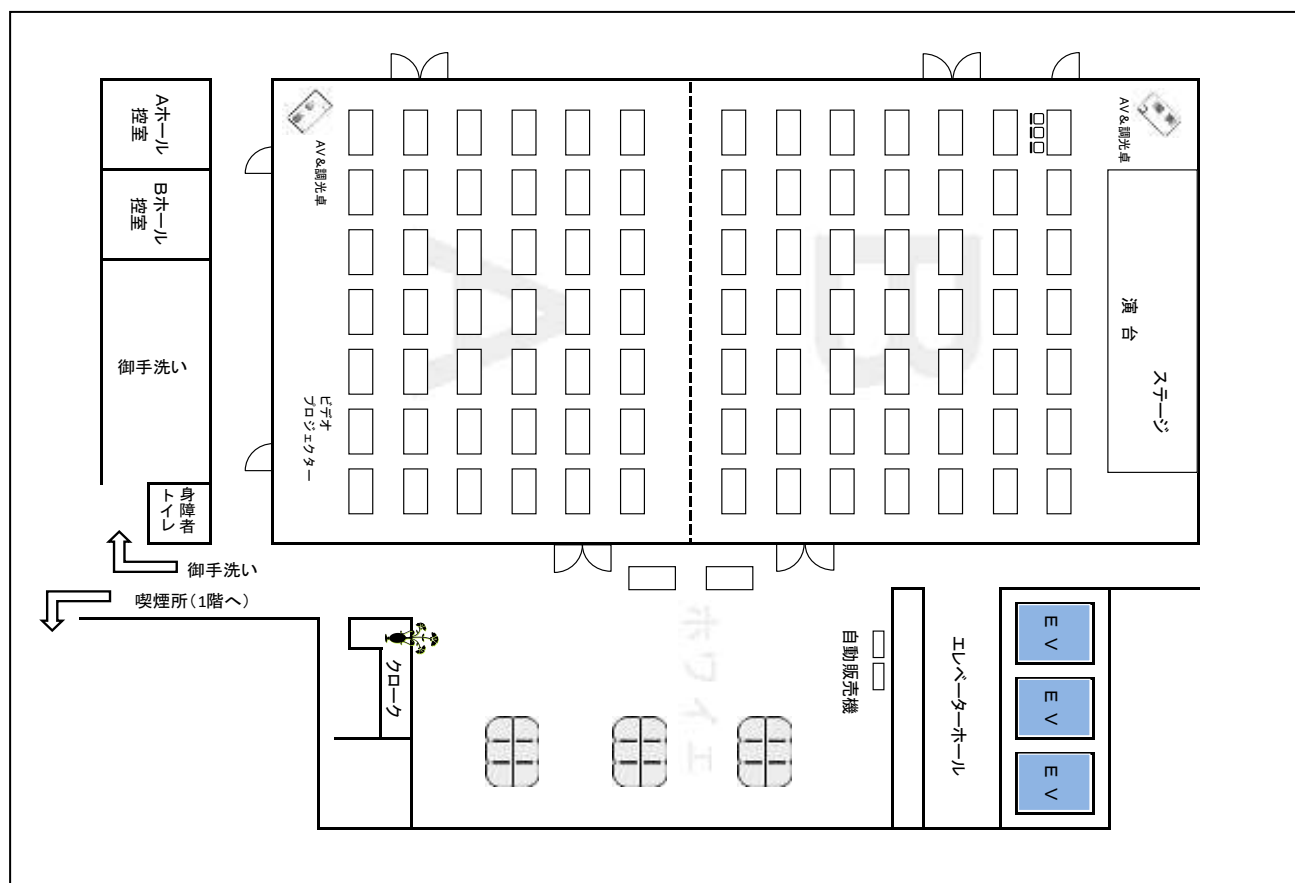 Aホール
控室
Bホール
控室
御手洗い
身障者
トイレ
御手洗い
喫煙所(1階へ)
AV&調光卓
ビデオ
プロジェクター
A
B
AV&調光卓
演台
ステージ
クローク
ホワイエ
自動販売機
エレベーターホール
EV
EV
EV